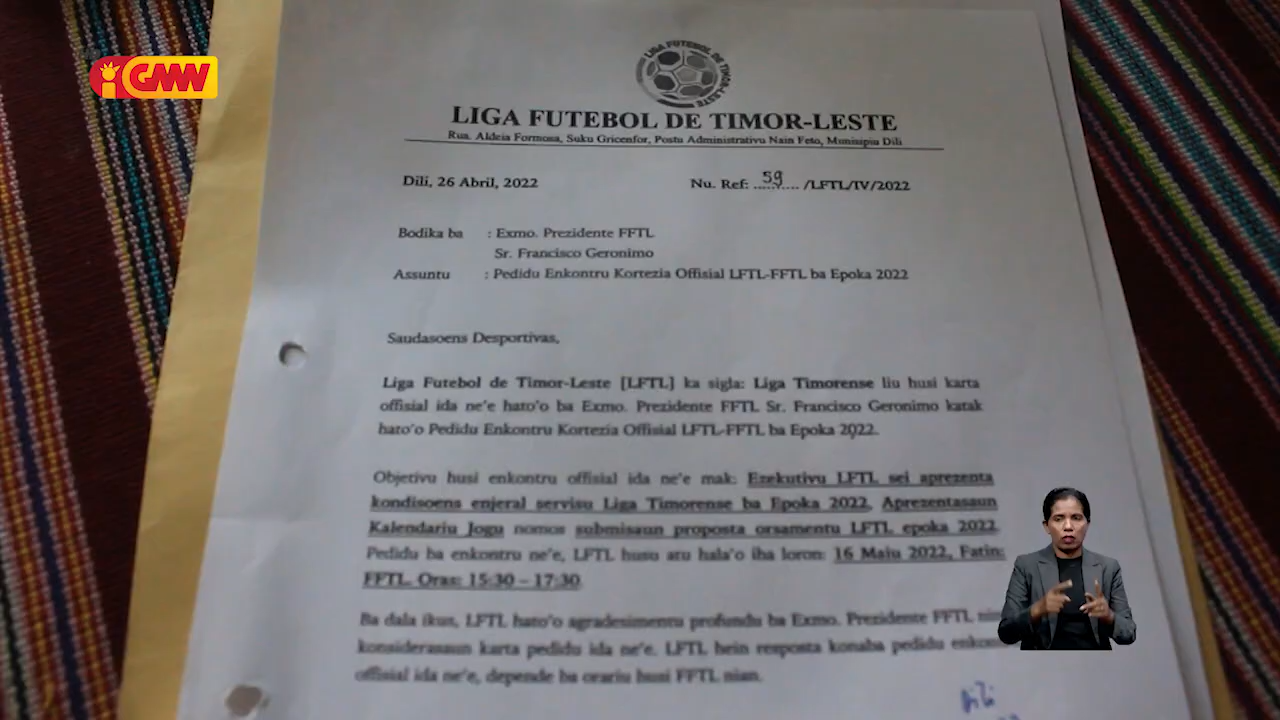 GMN
LIGA FUTEBOL DE TIMOR-LESTE
LIGA FUTEBOL DE TIMOR-LESTE
Rua. Aldeia Formosa, Suku Gricenfor, Postu Administrativu Nain Feto, Munisipiu Dili
Dili, 26 Abril, 2022
Nu. Ref: 59 /LFTL/IV/2022
Bodika ba : Exmo. Prezidente FFTL
Sr. Francisco Geronimo
Assuntu : Pedidu Enkontru Kortezia Offisial LFTL-FFTL ba Epoka 2022
Saudasoens Desportivas,
Liga Futebol de Timor-Leste [LFTL] ka sigla: Liga Timorense liu husi karta
offisial ida ne'e hato'o ba Exmo. Prezidente FFTL Sr. Francisco Geronimo katak
hato'o Pedidu Enkontru Kortezia Offisial LFTL-FFTL ba Epoka 2022.
Objetivu husi enkontru offisial ida ne'e mak: Ezekutivu LFTL sei aprezenta
kondisoens enjeral servisu Liga Timorense ba Epoka 2022, Aprezentasaun
Kalendariu Jogu nomos submisaun proposta orsamentu LFTL epoka 2022.
Pedidu ba enkontru ne'e, LFTL husu atu hala'o iha loron: 16 Maiu 2022, Fatin:
FFTL. Oras: 15:30 – 17:30
Ba dala ikus, LFTL hato'o agradesimentu profundu ba Exmo. Prezidente FFTL
konsiderasaun karta pedidu ida ne'e. LFTL hein resposta konaba pedidu
offisial ida ne'e, depende ba orariu husi FFTL nian.